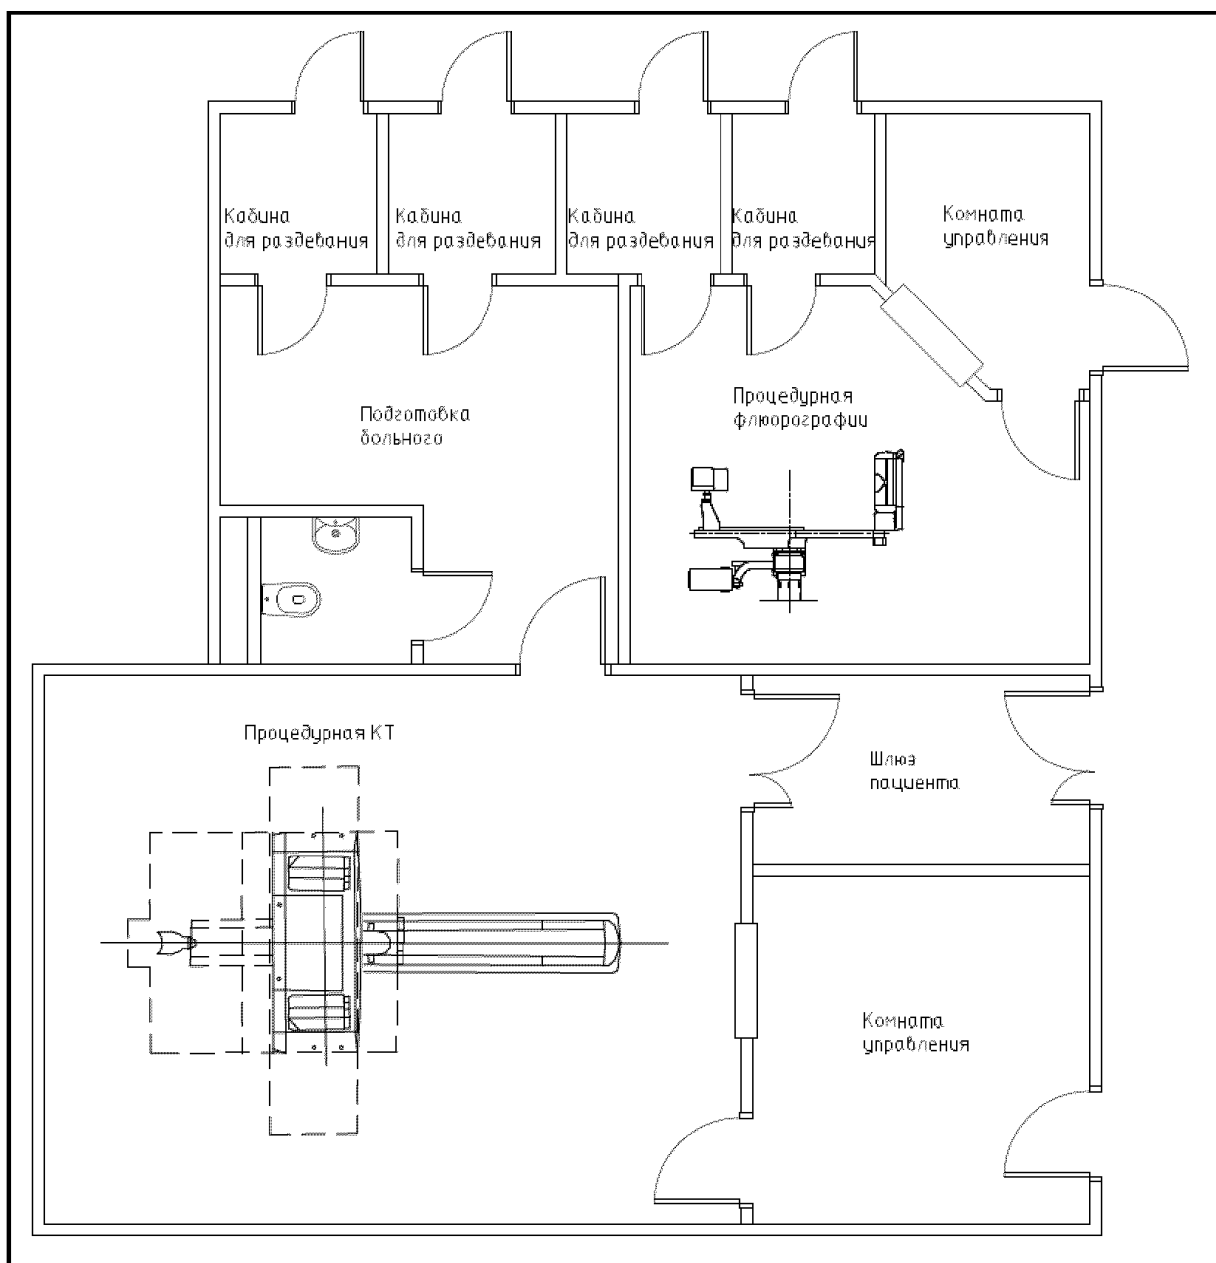 Кабина
для раздевания
Кабина
для раздевания
Кабина
для раздевания
Кабина
для раздевания
Комната
управления
Подготовка
больного
Процедурная
флюорографии
Процедурная КТ
Шлюз
пациента
Комната
управления